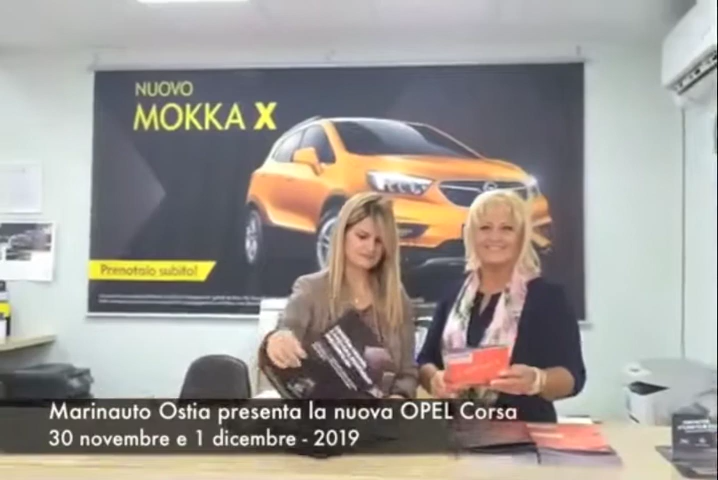 NUOVO
MOKKA X
Prenotalo subito!
Marinauto Ostia presenta la nuova OPEL Corsa
30 novembre e 1 dicembre - 2019